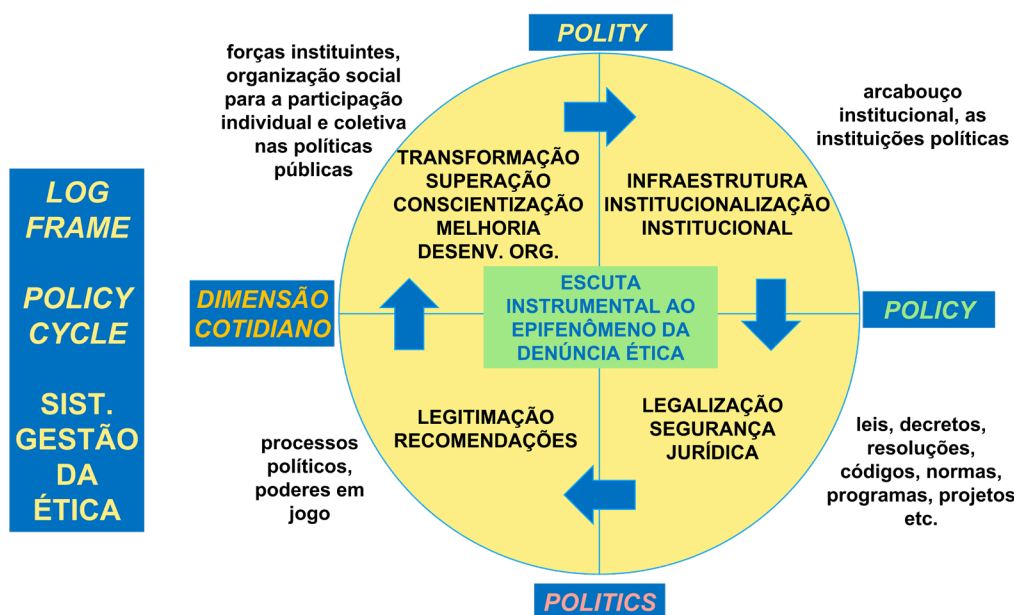 POLITY
forças instituintes,
organização social
para a participação
individual e coletiva
nas políticas
públicas
arcabouço
institucional, as
instituições políticas
TRANSFORMAÇÃO
SUPERAÇÃO
CONSCIENTIZAÇÃO
MELHORIA
DESENV. ORG.
INFRAESTRUTURA
INSTITUCIONALIZAÇÃO
INSTITUCIONAL
LOG
FRAME
POLICY
CYCLE
SIST.
GESTÃO
DA
ÉTICA
DIMENSÃO
COTIDIANO
ESCUTA
INSTRUMENTAL AO
EPIFENÔMENO DA
DENÚNCIA ÉTICA
POLICY
LEGITIMAÇÃO
RECOMENDAÇÕES
LEGALIZAÇÃO
SEGURANÇA
JURÍDICA
processos
políticos,
poderes em
jogo
leis, decretos,
resoluções,
códigos, normas,
programas, projetos
etc.
POLITICS